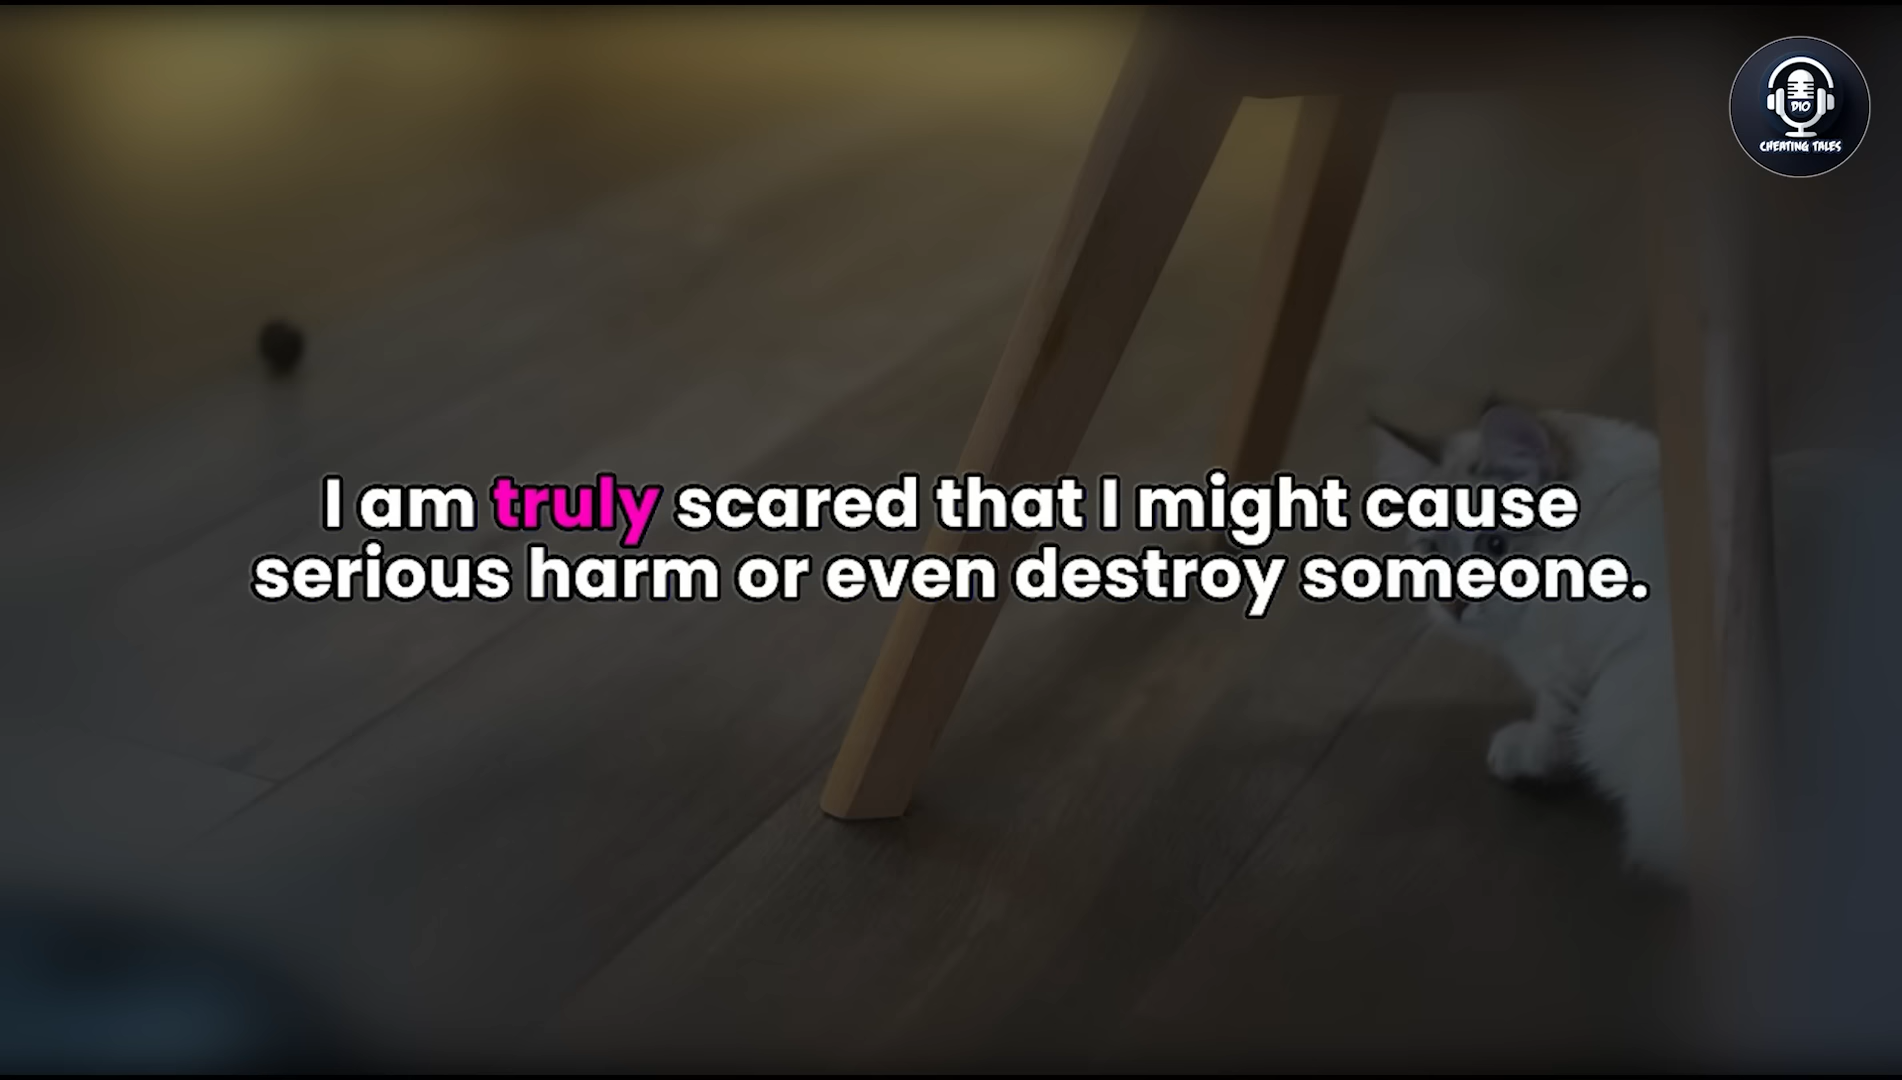 DIO
CHEATING TALES
I am truly scared that I might cause
serious harm or even destroy someone.